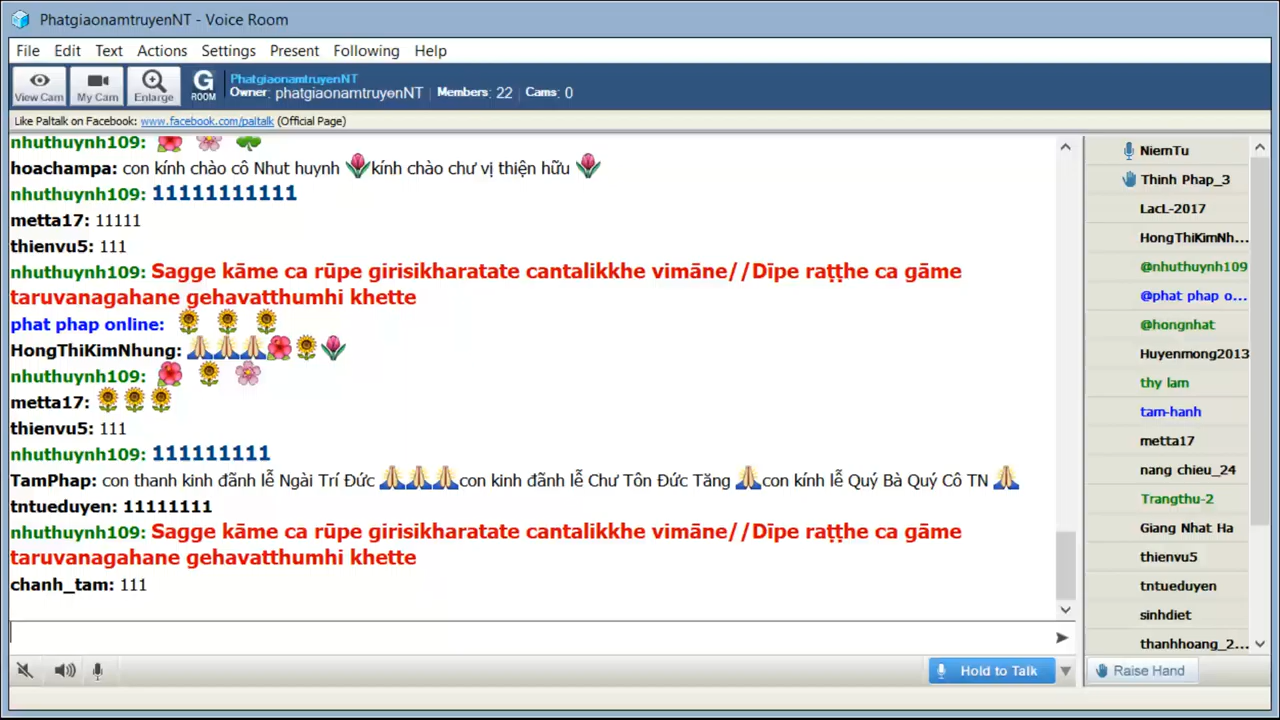 PhatgiaonamtruyenNT - Voice Room
File Edit Text Actions Settings Present Following Help
View Cam My Cam Enlarge G ROOM
PhatgiaonamtruyenNT
Owner: phatgiaonamtruyenNT Members: 22 Cams: 0
Like Paltalk on Facebook: www.facebook.com/paltalk (Official Page)
nhuthuynh109:
hoachampa: con kính chào cô Nhut huynh kính chào chư vị thiện hữu
nhuthuynh109: 11111111111
metta17: 11111
thienvu5: 111
nhuthuynh109: Sagge kāme ca rūpe girisikharatate cantalikkhe vimāne//Dīpe raṭṭhe ca gāme
taruvanagahane gehavatthumhi khette
phat phap online:
HongThiKimNhung:
nhuthuynh109:
metta17:
thienvu5: 111
nhuthuynh109: 111111111
TamPhap: con thanh kinh đãnh lễ Ngài Trí Đức con kinh đãnh lễ Chư Tôn Đức Tăng con kính lễ Quý Bà Quý Cô TN
tntueduyen: 11111111
nhuthuynh109: Sagge kāme ca rūpe girisikharatate cantalikkhe vimāne//Dīpe raṭṭhe ca gāme
taruvanagahane gehavatthumhi khette
chanh_tam: 111
NiemTu
Thinh Phap_3
LacL-2017
HongThiKimNh...
@nhuthuynh109
@phat phap o...
@hongnhat
Huyenmong2013
thy lam
tam-hanh
metta17
nang chieu_24
Trangthu-2
Giang Nhat Ha
thienvu5
tntueduyen
sinhdiet
thanhhoang_2...
Hold to Talk
Raise Hand